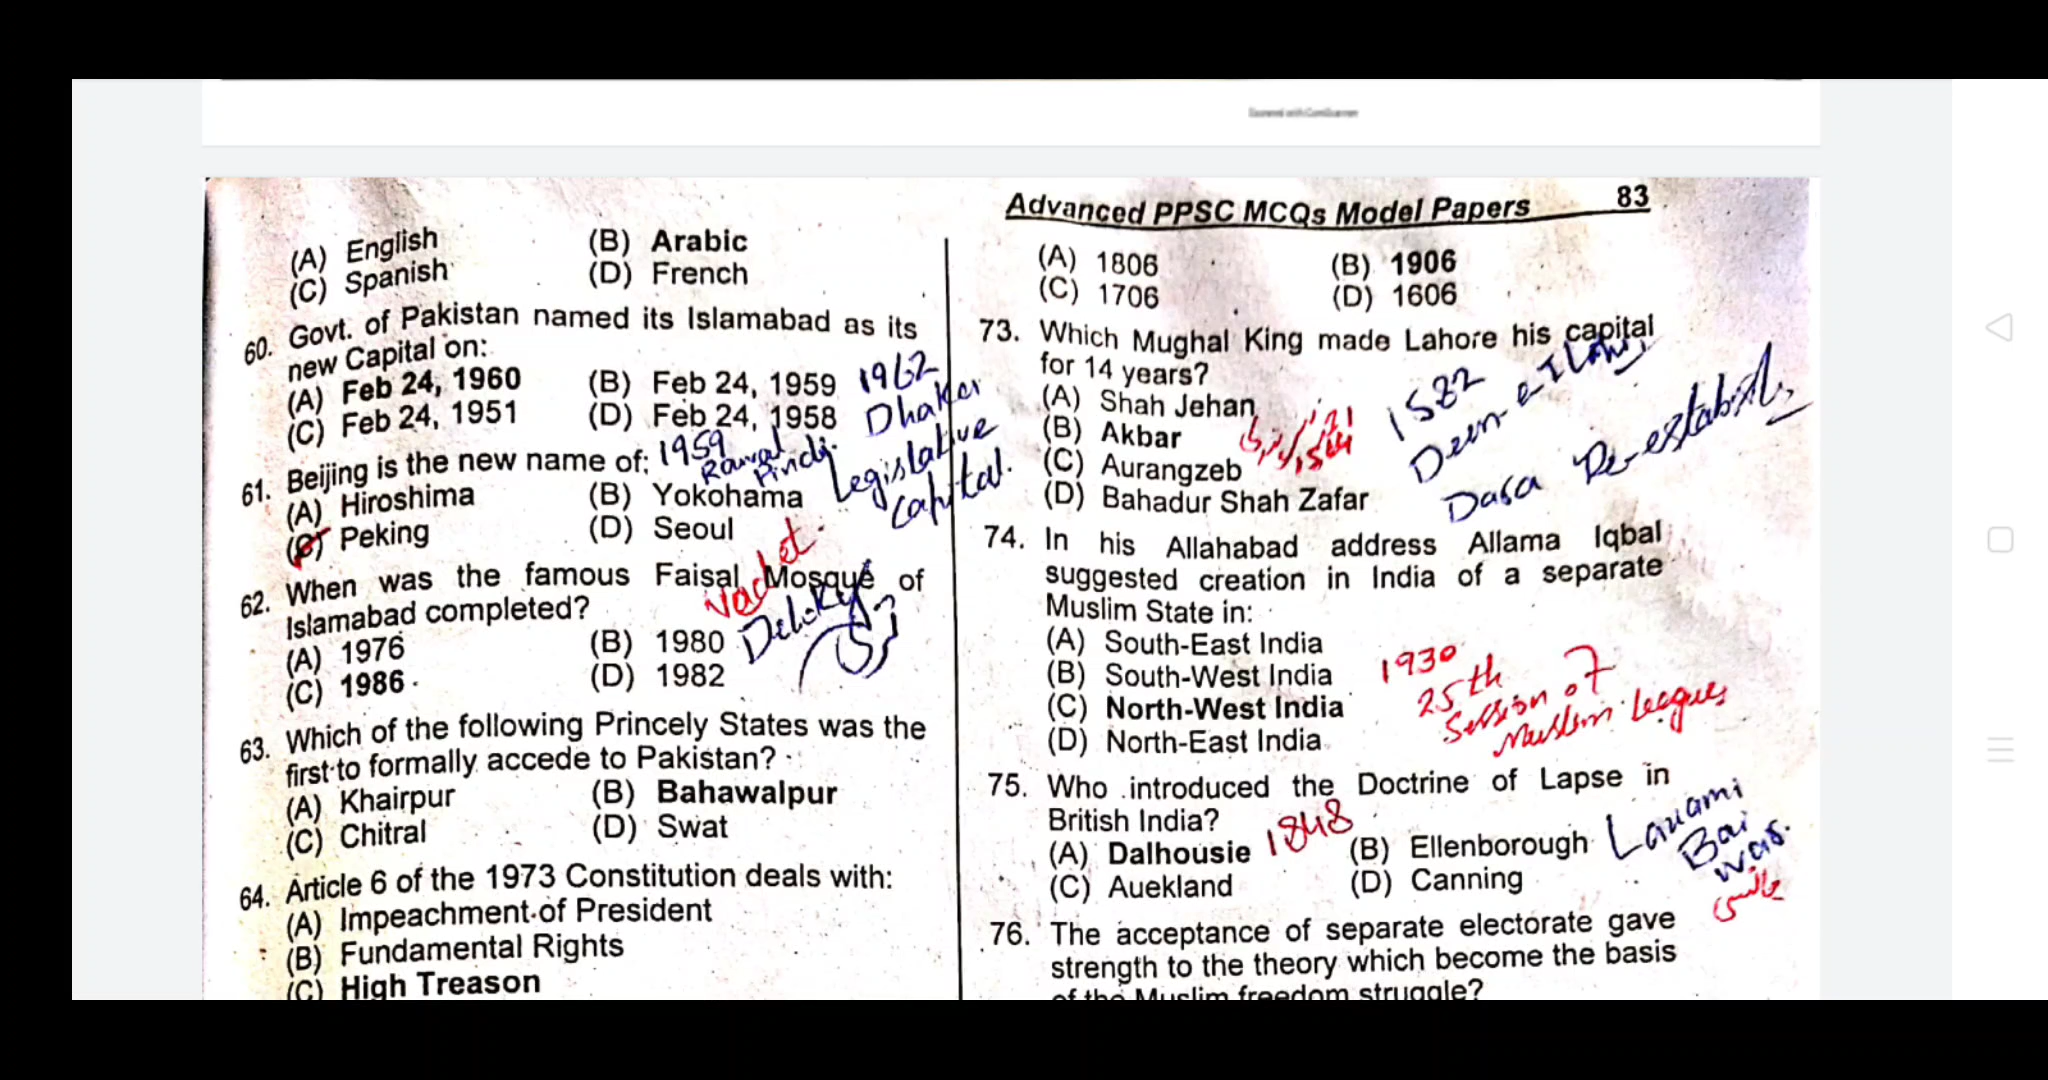 Scanned with CamScanner
Advanced PPSC MCQs Model Papers 83
(A) English (B) Arabic
(C) Spanish (D) French
60. Govt. of Pakistan named its Islamabad as its
new Capital on:
(A) Feb 24, 1960 (B) Feb 24, 1959
(C) Feb 24, 1951 (D) Feb 24, 1958
1962
Dhaka
Legislative
Capital.
61. Beijing is the new name of: 1959
Rawal
Pindi.
(A) Hiroshima (B) Yokohama
(C) Peking (D) Seoul
62. When was the famous Faisal Mosque of
Islamabad completed?
(A) 1976 (B) 1980
(C) 1986 (D) 1982
Vadet
63. Which of the following Princely States was the
first to formally accede to Pakistan?
(A) Khairpur (B) Bahawalpur
(C) Chitral (D) Swat
64. Article 6 of the 1973 Constitution deals with:
(A) Impeachment of President
(B) Fundamental Rights
(C) High Treason
(A) 1806 (B) 1906
(C) 1706 (D) 1606
73. Which Mughal King made Lahore his capital
for 14 years?
(A) Shah Jehan
(B) Akbar
(C) Aurangzeb
(D) Bahadur Shah Zafar
1582
Deen-e-Ilahi
74. In his Allahabad address Allama Iqbal
suggested creation in India of a separate
Muslim State in:
(A) South-East India
(B) South-West India
(C) North-West India
(D) North-East India
1930
25th
Session of
Muslim League
75. Who introduced the Doctrine of Lapse in
British India?
1848
(A) Dalhousie (B) Ellenborough
(C) Auekland (D) Canning
Laxami
Bai
was.
76. The acceptance of separate electorate gave
strength to the theory which become the basis
of the Muslim freedom struggle?